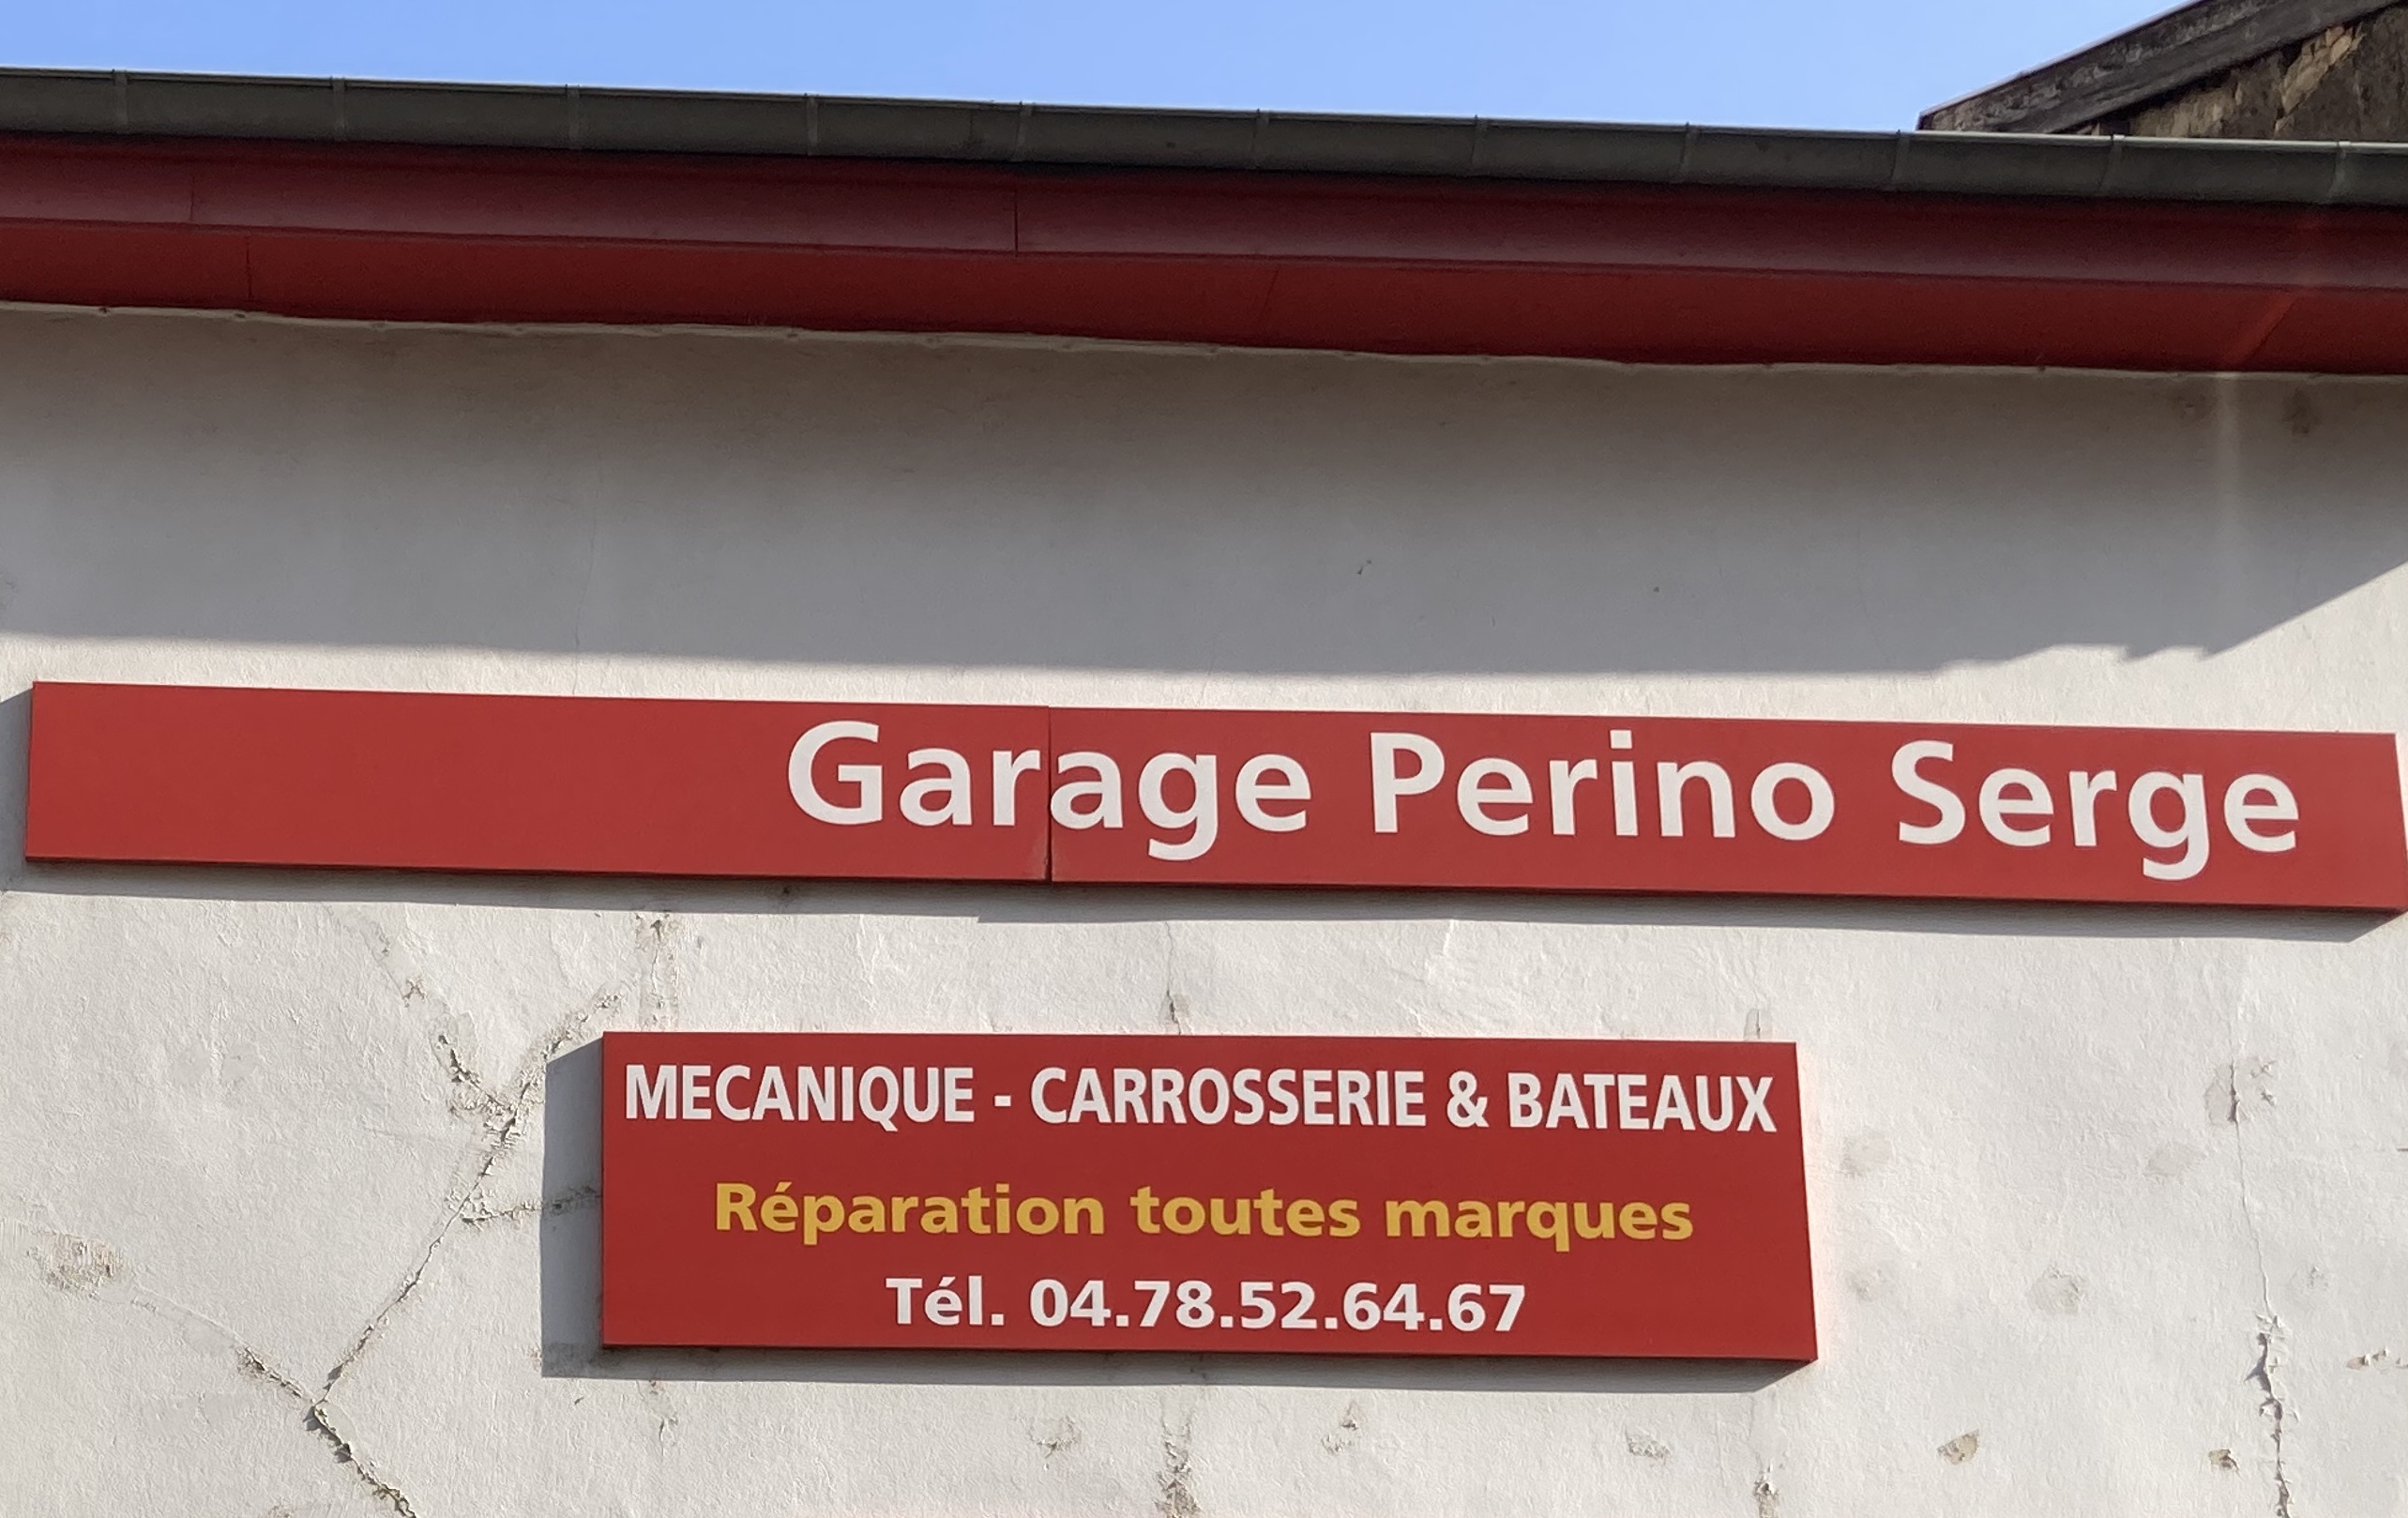 Garage Perino Serge
MECANIQUE - CARROSSERIE & BATEAUX
Réparation toutes marques
Tél. 04.78.52.64.67